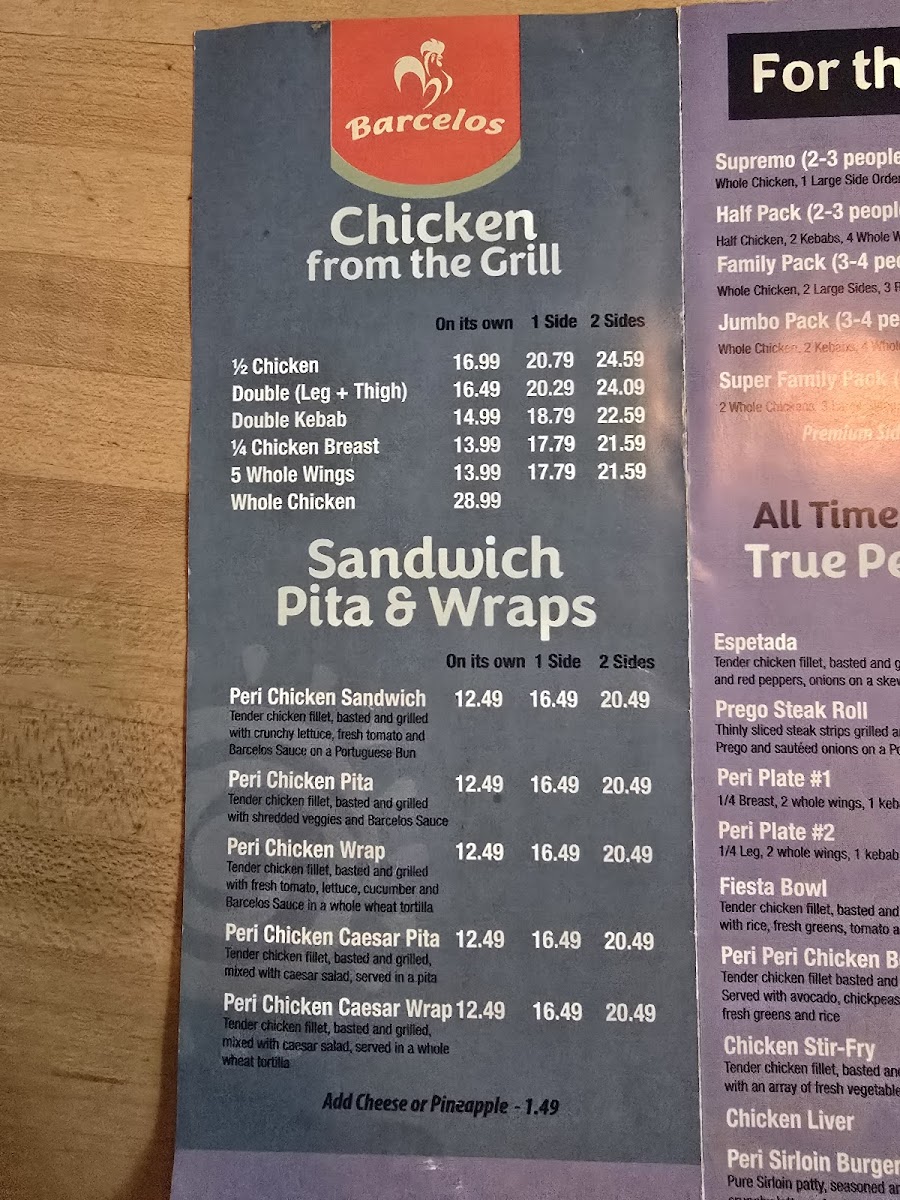 Barcelos
Chicken
from the Grill
On its own 1 Side 2 Sides
½ Chicken 16.99 20.79 24.59
Double (Leg + Thigh) 16.49 20.29 24.09
Double Kebab 14.99 18.79 22.59
¼ Chicken Breast 13.99 17.79 21.59
5 Whole Wings 13.99 17.79 21.59
Whole Chicken 28.99
Sandwich
Pita & Wraps
On its own 1 Side 2 Sides
Peri Chicken Sandwich 12.49 16.49 20.49
Tender chicken fillet, basted and grilled
with crunchy lettuce, fresh tomato and
Barcelos Sauce on a Portuguese Bun
Peri Chicken Pita 12.49 16.49 20.49
Tender chicken fillet, basted and grilled
with shredded veggies and Barcelos Sauce
Peri Chicken Wrap 12.49 16.49 20.49
Tender chicken fillet, basted and grilled
with fresh tomato, lettuce, cucumber and
Barcelos Sauce in a whole wheat tortilla
Peri Chicken Caesar Pita 12.49 16.49 20.49
Tender chicken fillet, basted and grilled,
mixed with caesar salad, served in a pita
Peri Chicken Caesar Wrap 12.49 16.49 20.49
Tender chicken fillet, basted and grilled,
mixed with caesar salad, served in a whole
wheat tortilla
Add Cheese or Pineapple - 1.49
For th
Supremo (2-3 people
Whole Chicken, 1 Large Side Order
Half Pack (2-3 peopl
Half Chicken, 2 Kebabs, 4 Whole W
Family Pack (3-4 peo
Whole Chicken, 2 Large Sides, 3
Jumbo Pack (3-4 pe
Whole Chicken, 2 Kebabs, 4 Whol
Super Family Pack (
2 Whole Chickens, 3
Premium Sid
All Time
True Pe
Espetada
Tender chicken fillet, basted and g
and red peppers, onions on a skew
Prego Steak Roll
Thinly sliced steak strips grilled a
Prego and sautéed onions on a Po
Peri Plate #1
1/4 Breast, 2 whole wings, 1 keb
Peri Plate #2
1/4 Leg, 2 whole wings, 1 kebab
Fiesta Bowl
Tender chicken fillet, basted and
with rice, fresh greens, tomato a
Peri Peri Chicken B
Tender chicken fillet basted and
Served with avocado, chickpeas
fresh greens and rice
Chicken Stir-Fry
Tender chicken fillet, basted an
with an array of fresh vegetable
Chicken Liver
Peri Sirloin Burger
Pure Sirloin patty, seasoned a